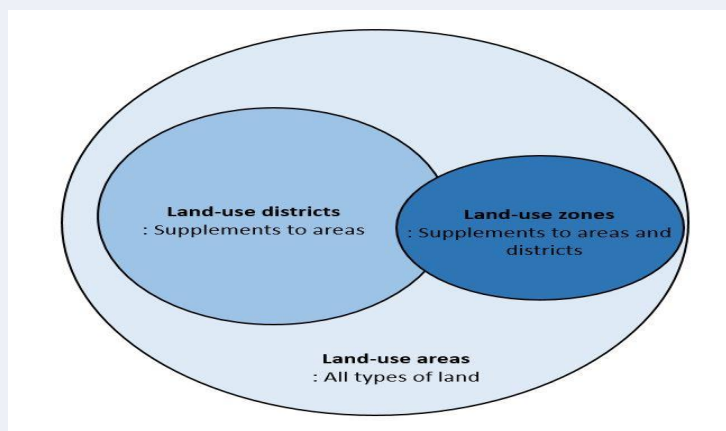 Land-use districts
: Supplements to areas
Land-use zones
: Supplements to areas and
districts
Land-use areas
: All types of land